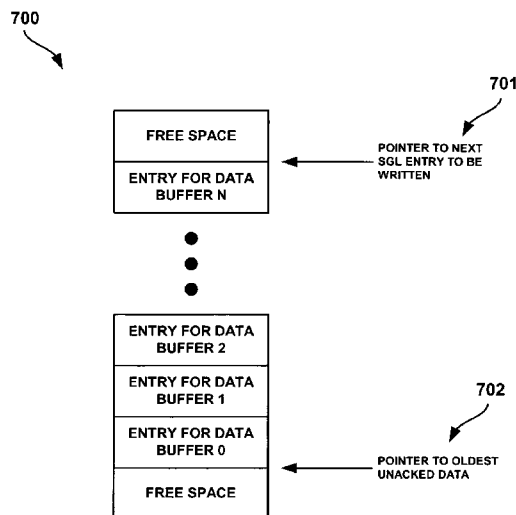 700
701
FREE SPACE
POINTER TO NEXT
SGL ENTRY TO BE
WRITTEN
ENTRY FOR DATA
BUFFER N
ENTRY FOR DATA
BUFFER 2
ENTRY FOR DATA
BUFFER 1
702
ENTRY FOR DATA
BUFFER 0
POINTER TO OLDEST
UNACKED DATA
FREE SPACE